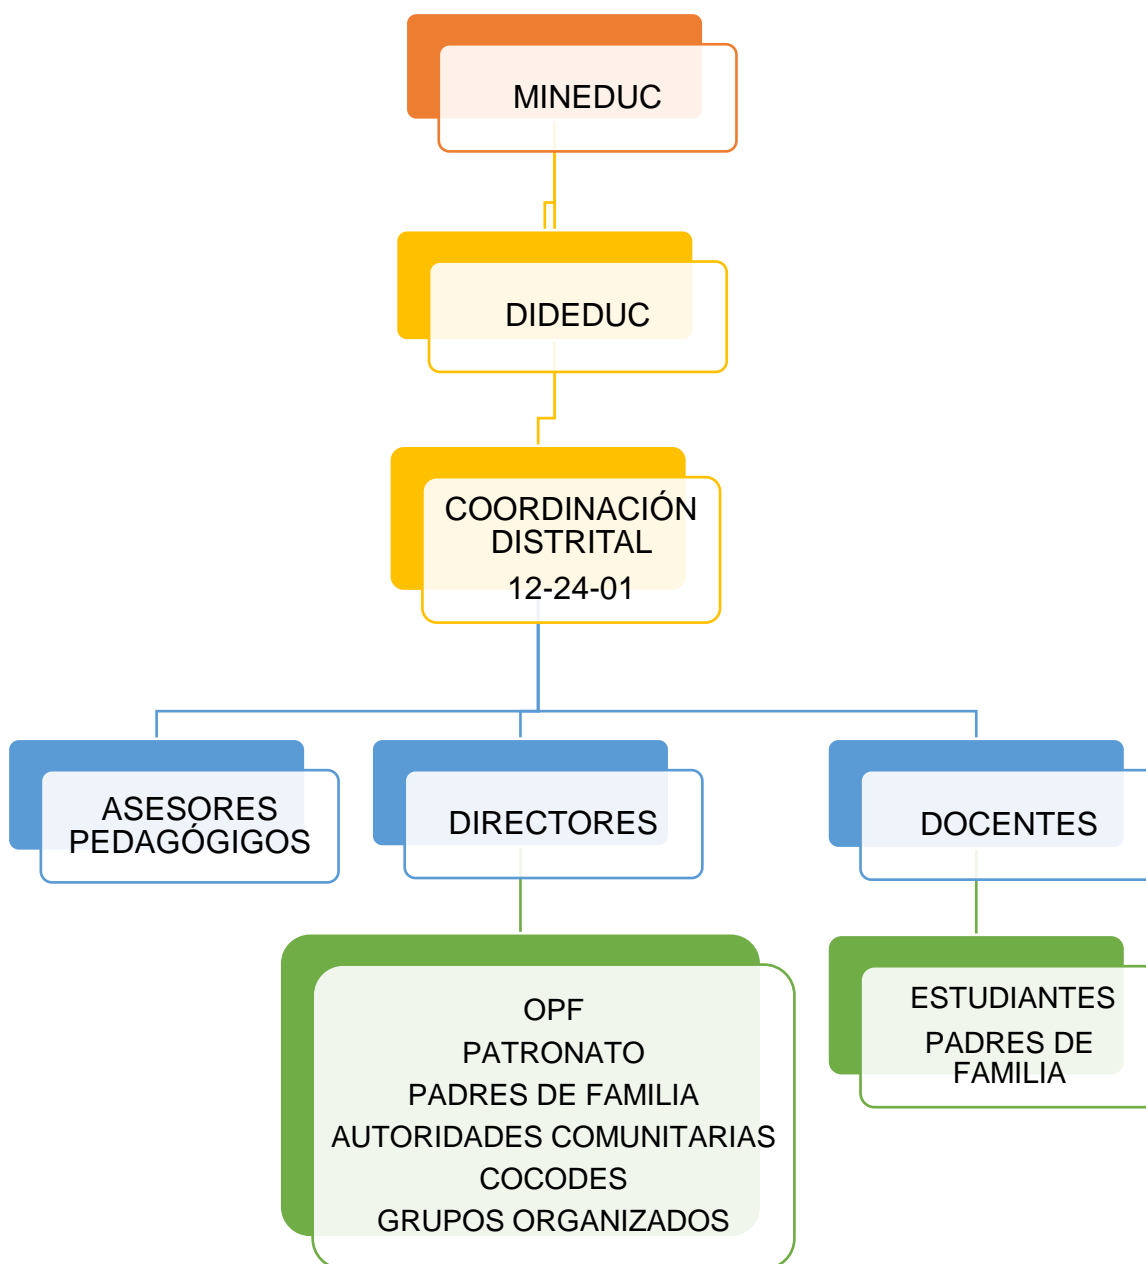 MINEDUC
DIDEDUC
COORDINACIÓN
DISTRITAL
12-24-01
ASESORES
PEDAGÓGIGOS
DIRECTORES
DOCENTES
OPF
PATRONATO
PADRES DE FAMILIA
AUTORIDADES COMUNITARIAS
COCODES
GRUPOS ORGANIZADOS
ESTUDIANTES
PADRES DE
FAMILIA